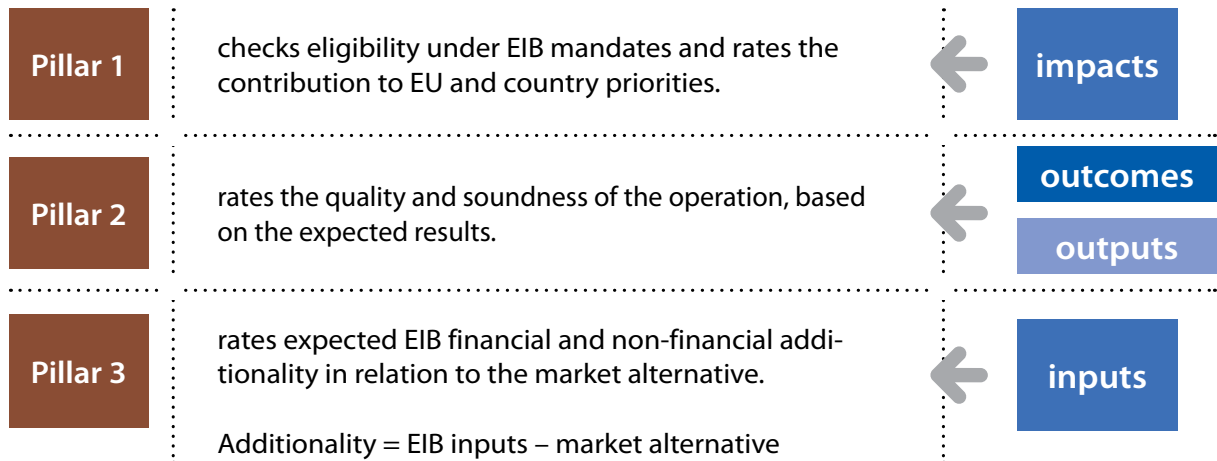 Pillar 1
checks eligibility under EIB mandates and rates the
contribution to EU and country priorities.
impacts
Pillar 2
rates the quality and soundness of the operation, based
on the expected results.
outcomes
outputs
Pillar 3
rates expected EIB financial and non-financial addi-
tionality in relation to the market alternative.
Additionality = EIB inputs – market alternative
inputs